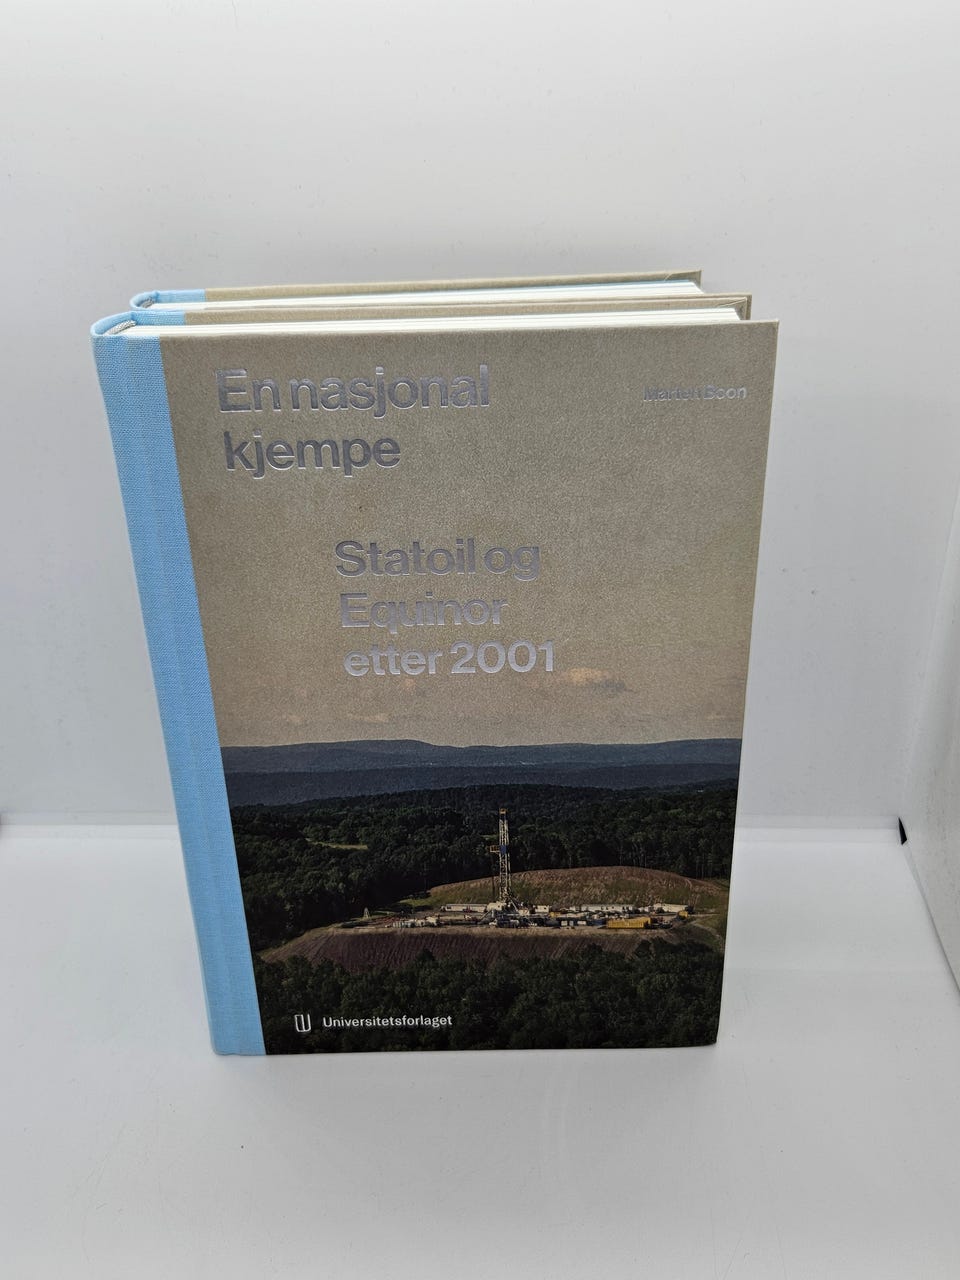 En nasjonal
kjempe
Marten Boon
Statoil og
Equinor
etter 2001
Universitetsforlaget